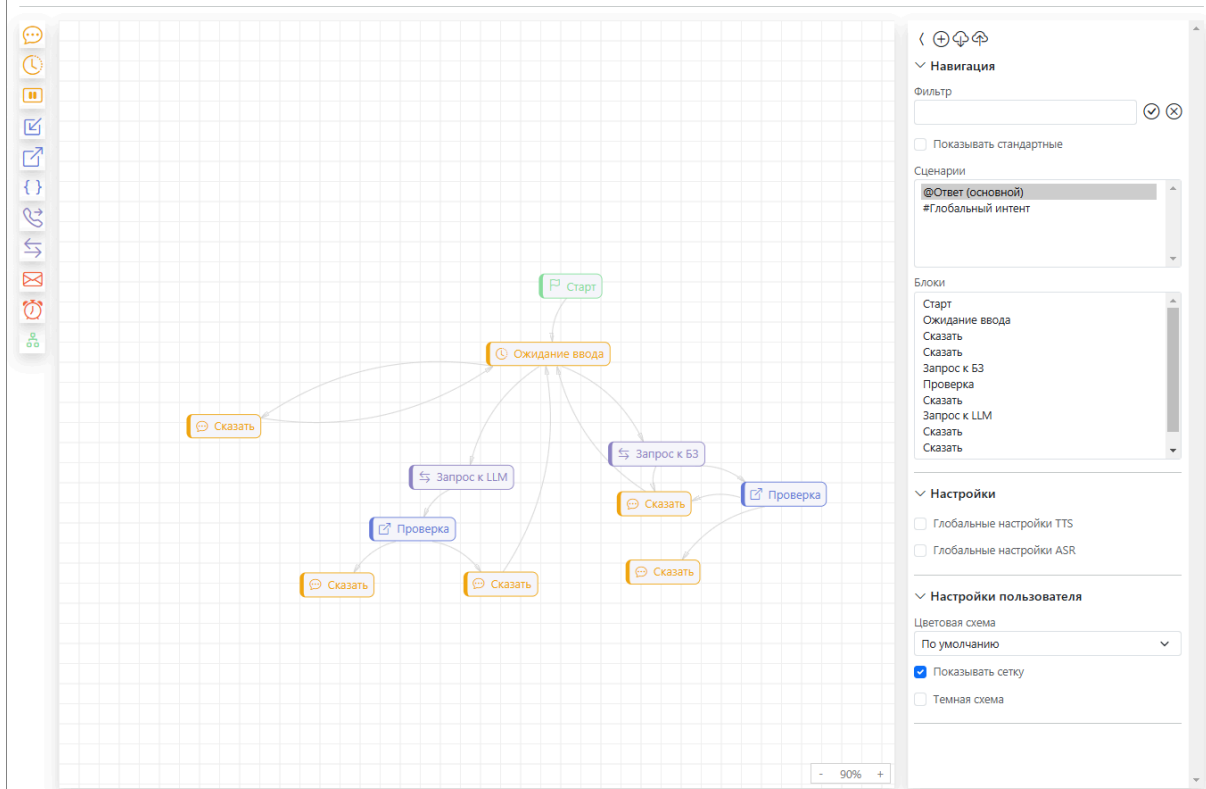 Навигация
Фильтр
Показывать стандартные
Сценарии
@Ответ (основной)
#Глобальный интент
Блоки
Старт
Ожидание ввода
Сказать
Сказать
Запрос к БЗ
Проверка
Сказать
Запрос к LLM
Сказать
Сказать
Настройки
Глобальные настройки TTS
Глобальные настройки ASR
Настройки пользователя
Цветовая схема
По умолчанию
Показывать сетку
Темная схема
Старт
Ожидание ввода
Сказать
Запрос к БЗ
Запрос к LLM
Проверка
Сказать
Проверка
Сказать
Сказать
Сказать
- 90% +